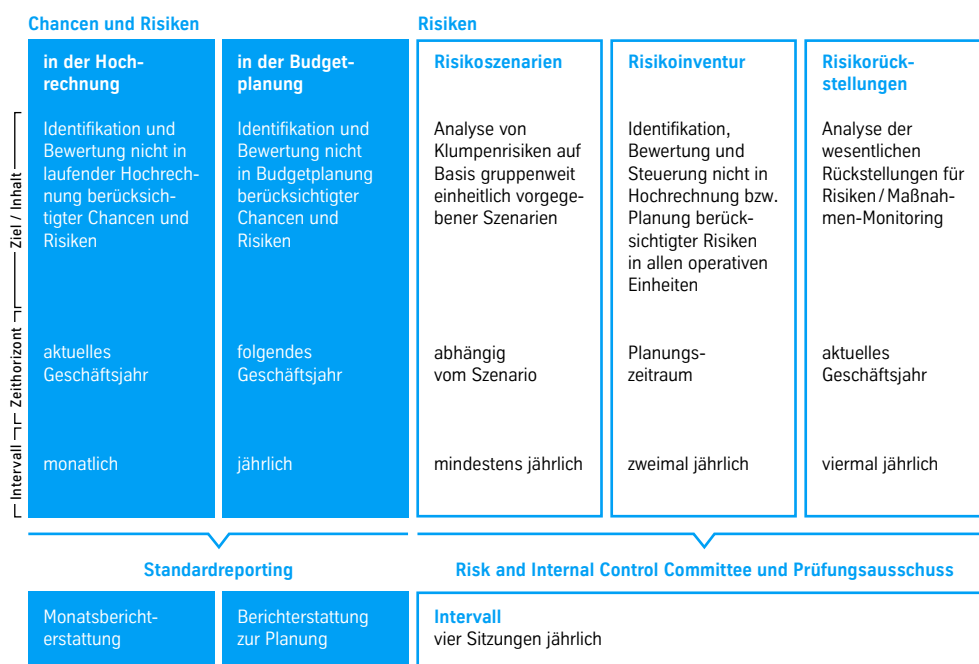 Chancen und Risiken
Risiken
in der Hoch-
rechnung
in der Budget-
planung
Risikoszenarien
Risikoinventur
Risikorück-
stellungen
Ziel / Inhalt
Identifikation und
Bewertung nicht in
laufender Hochrech-
nung berücksich-
tigter Chancen und
Risiken
Identifikation und
Bewertung nicht
in Budgetplanung
berücksichtigter
Chancen und
Risiken
Analyse von
Klumpenrisiken auf
Basis gruppenweit
einheitlich vorgege-
bener Szenarien
Identifikation,
Bewertung und
Steuerung nicht in
Hochrechnung bzw.
Planung berück-
sichtigter Risiken
in allen operativen
Einheiten
Analyse der
wesentlichen
Rückstellungen für
Risiken / Maßnah-
men-Monitoring
Zeithorizont
aktuelles
Geschäftsjahr
folgendes
Geschäftsjahr
abhängig
vom Szenario
Planungs-
zeitraum
aktuelles
Geschäftsjahr
Intervall
monatlich
jährlich
mindestens jährlich
zweimal jährlich
viermal jährlich
Standardreporting
Risk and Internal Control Committee und Prüfungsausschuss
Monatsbericht-
erstattung
Berichterstattung
zur Planung
Intervall
vier Sitzungen jährlich